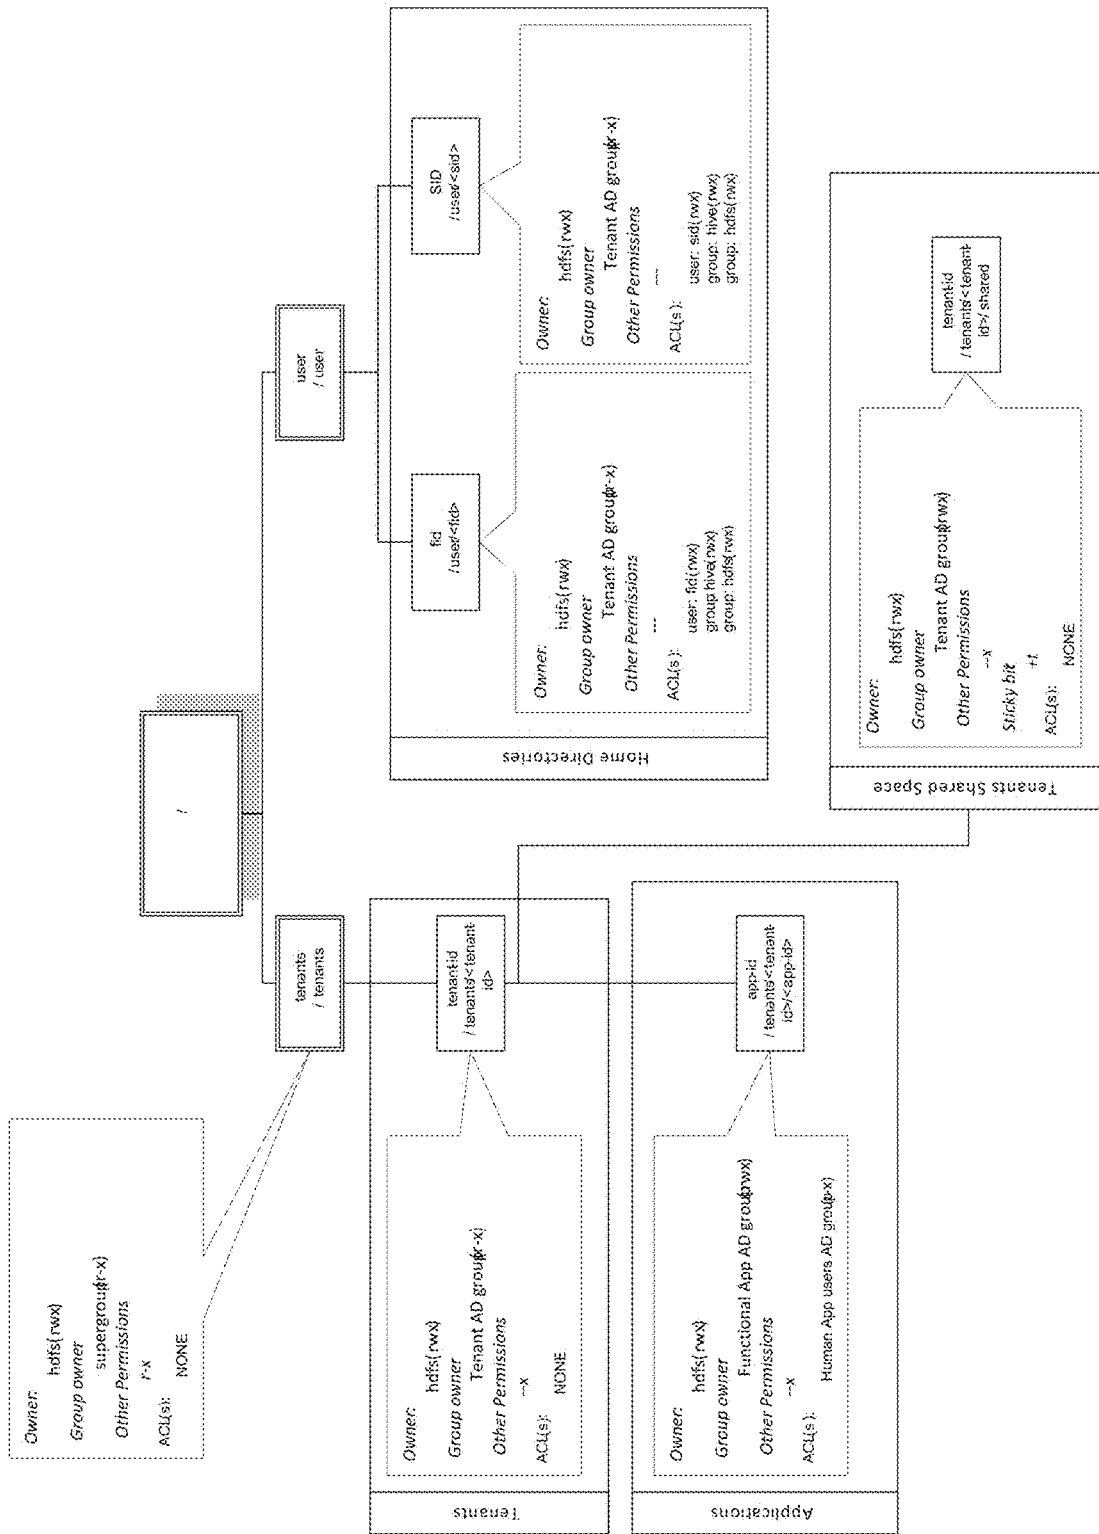 /
tenants
/ tenants
user
/ user
Owner:
hdfs(rwx)
Group owner
supergroup(r-x)
Other Permissions
r-x
ACL(s):
NONE
Tenants
tenant-id
/ tenants/<tenant-
id>
Owner:
hdfs(rwx)
Group owner
Tenant AD group(r-x)
Other Permissions
--x
ACL(s):
NONE
Home Directories
fid
/user/<fid>
Owner:
hdfs(rwx)
Group owner
Tenant AD group(r-x)
Other Permissions
---
ACL(s):
user: fid(rwx)
group:hive(rwx)
group: hdfs(rwx)
SID
/user/<sid>
Owner:
hdfs(rwx)
Group owner
Tenant AD group(r-x)
Other Permissions
---
ACL(s):
user: sid(rwx)
group: hive(rwx)
group: hdfs(rwx)
Applications
app-id
/ tenants/<tenant-
id>/<app-id>
Owner:
hdfs(rwx)
Group owner
Functional App AD group(rwx)
Other Permissions
--x
ACL(s):
Human App users AD group(r-x)
Tenants Shared
Space
tenant-id
/ tenants/<tenant-
id>/ shared
Owner:
hdfs(rwx)
Group owner
Tenant AD group(rwx)
Other Permissions
--x
Sticky bit
+t
ACL(s):
NONE